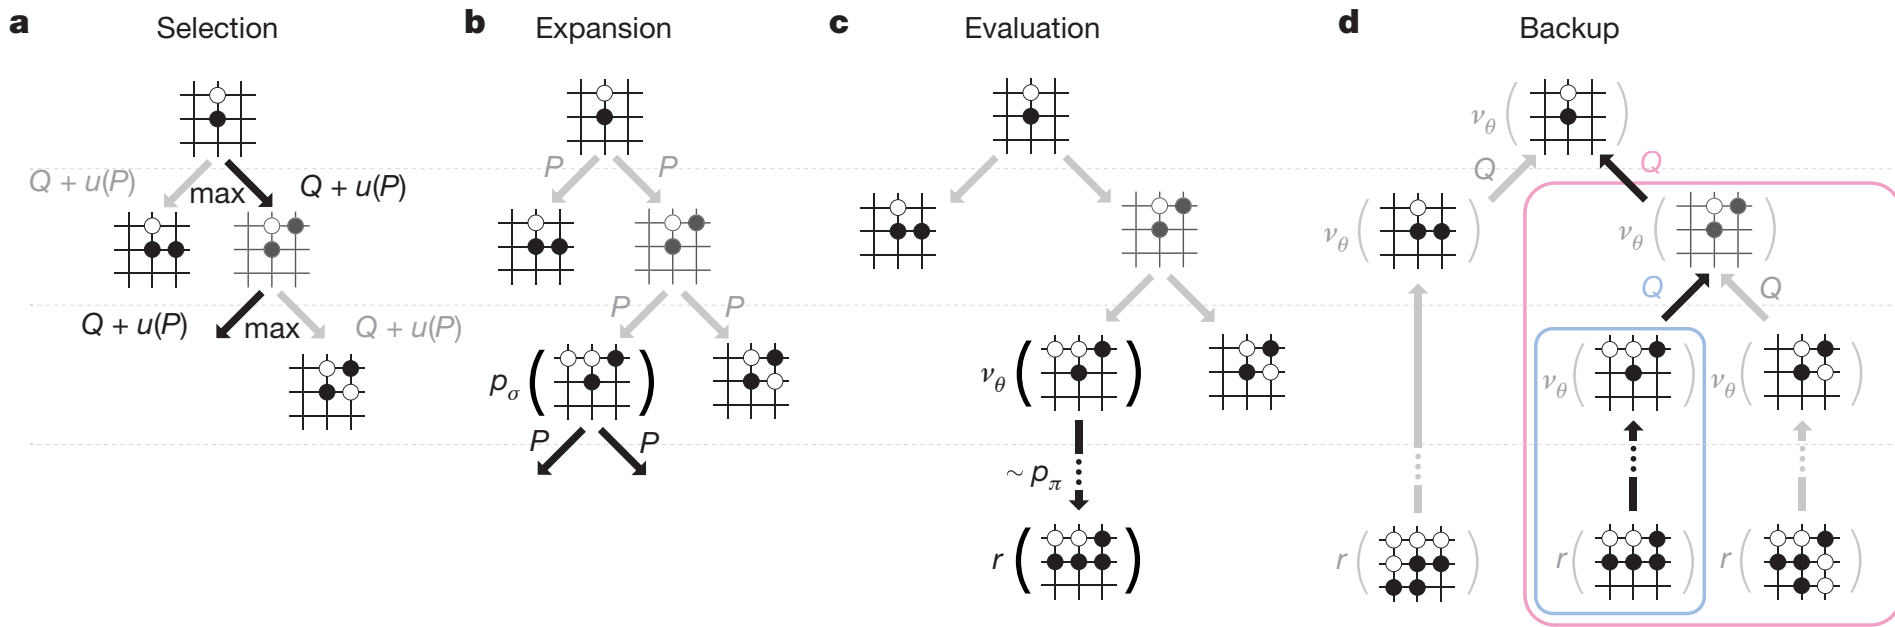 a Selection
Q + u(P)
max
Q + u(P)
Q + u(P)
max
Q + u(P)
b Expansion
P P
P P
pσ ( )
P P
c Evaluation
νθ ( )
~ pπ
r ( )
d Backup
νθ ( )
Q Q
νθ ( ) νθ ( )
Q Q
νθ ( ) νθ ( )
r ( ) r ( ) r ( )